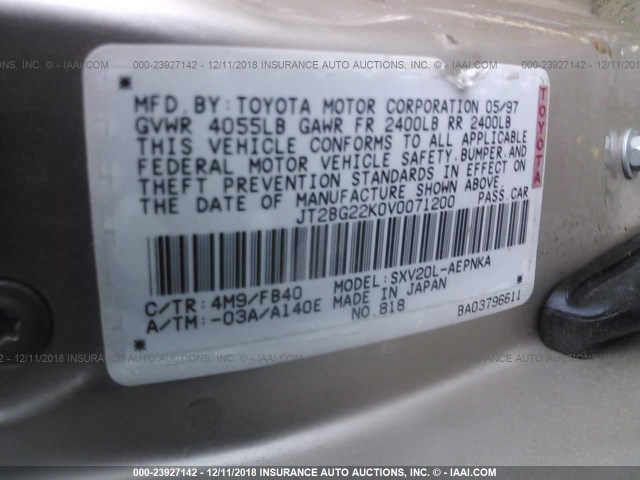 000-23927142 - 12/11/2018 INSURANCE AUTO AUCTIONS - © - IAAI.COM
MFD. BY: TOYOTA MOTOR CORPORATION 05/97
GVWR 4055LB GAWR FR 2400LB RR 2400LB
THIS VEHICLE CONFORMS TO ALL APPLICABLE
FEDERAL MOTOR VEHICLE SAFETY, BUMPER, AND
THEFT PREVENTION STANDARDS IN EFFECT ON
THE DATE OF MANUFACTURE SHOWN ABOVE.
JT2BG22K0V0071200 PASS. CAR
TOYOTA
C/TR: 4M9/FB40 MODEL: SXV20L-AEPNKA
A/TM: -03A/A140E MADE IN JAPAN
NO. 818 BA03796611
000-23927142 - 12/11/2018 INSURANCE AUTO AUCTIONS - © - IAAI.COM